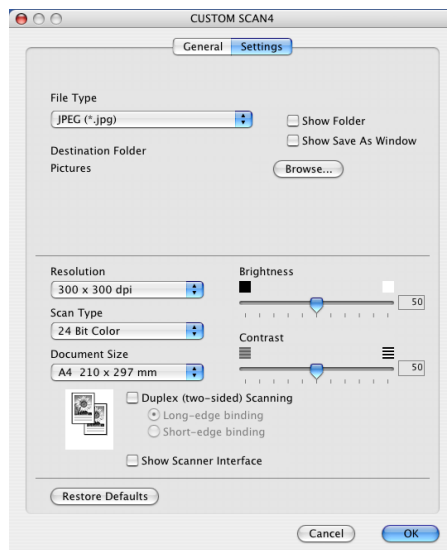 CUSTOM SCAN4
General Settings
File Type
JPEG (*.jpg)
Show Folder
Show Save As Window
Destination Folder
Pictures
Browse...
Resolution
300 x 300 dpi
Scan Type
24 Bit Color
Document Size
A4 210 x 297 mm
Brightness
50
Contrast
50
Duplex (two-sided) Scanning
Long-edge binding
Short-edge binding
Show Scanner Interface
Restore Defaults
Cancel OK